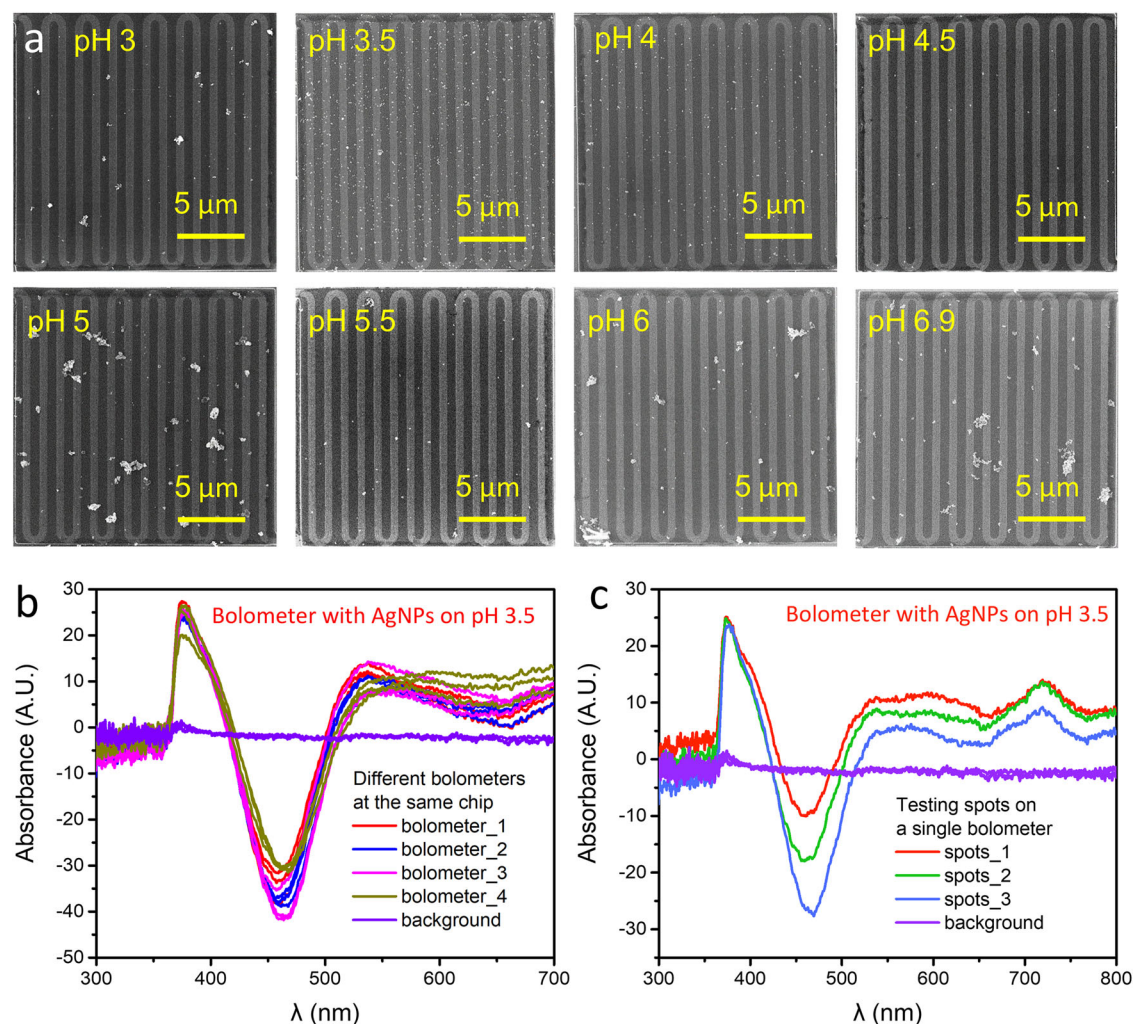 a
pH 3
pH 3.5
pH 4
pH 4.5
5 μm
5 μm
5 μm
5 μm
pH 5
pH 5.5
pH 6
pH 6.9
5 μm
5 μm
5 μm
5 μm
b
Bolometer with AgNPs on pH 3.5
30
20
10
0
-10
-20
-30
-40
-50
Absorbance (A.U.)
Different bolometers
at the same chip
bolometer_1
bolometer_2
bolometer_3
bolometer_4
background
300
400
500
600
700
λ (nm)
c
Bolometer with AgNPs on pH 3.5
30
20
10
0
-10
-20
-30
Absorbance (A.U.)
Testing spots on
a single bolometer
spots_1
spots_2
spots_3
background
300
400
500
600
700
800
λ (nm)